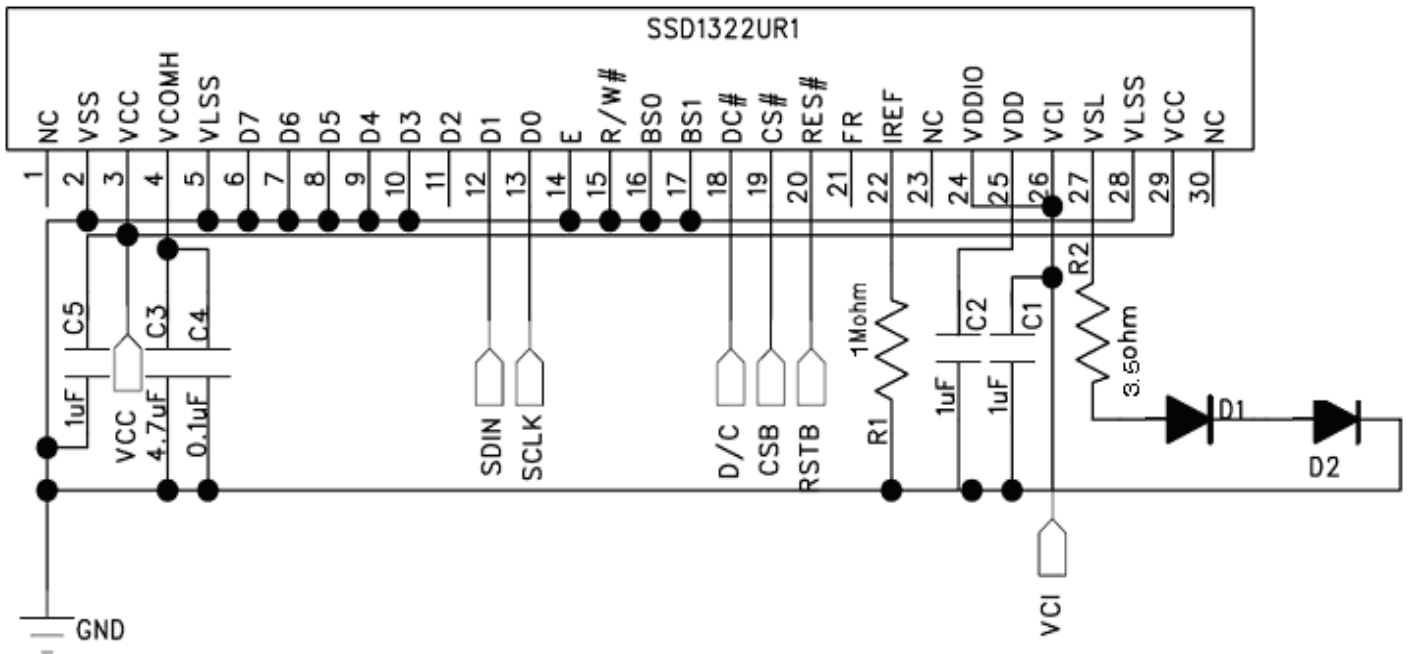 SSD1322UR1
NC VSS VCC VCOMH VLSS D7 D6 D5 D4 D3 D2 D1 D0 E R/W# BS0 BS1 DC# CS# RES# FR IREF NC VDDIO VDD VCI VSL VLSS VCC NC
1 2 3 4 5 6 7 8 9 10 11 12 13 14 15 16 17 18 19 20 21 22 23 24 25 26 27 28 29 30
C5 C3 C4 1Mohm C2 C1 R2
3.5ohm
1uF VCC 4.7uF 0.1uF SDIN SCLK D/C CSB RSTB R1 1uF 1uF D1
D2
VCI
GND